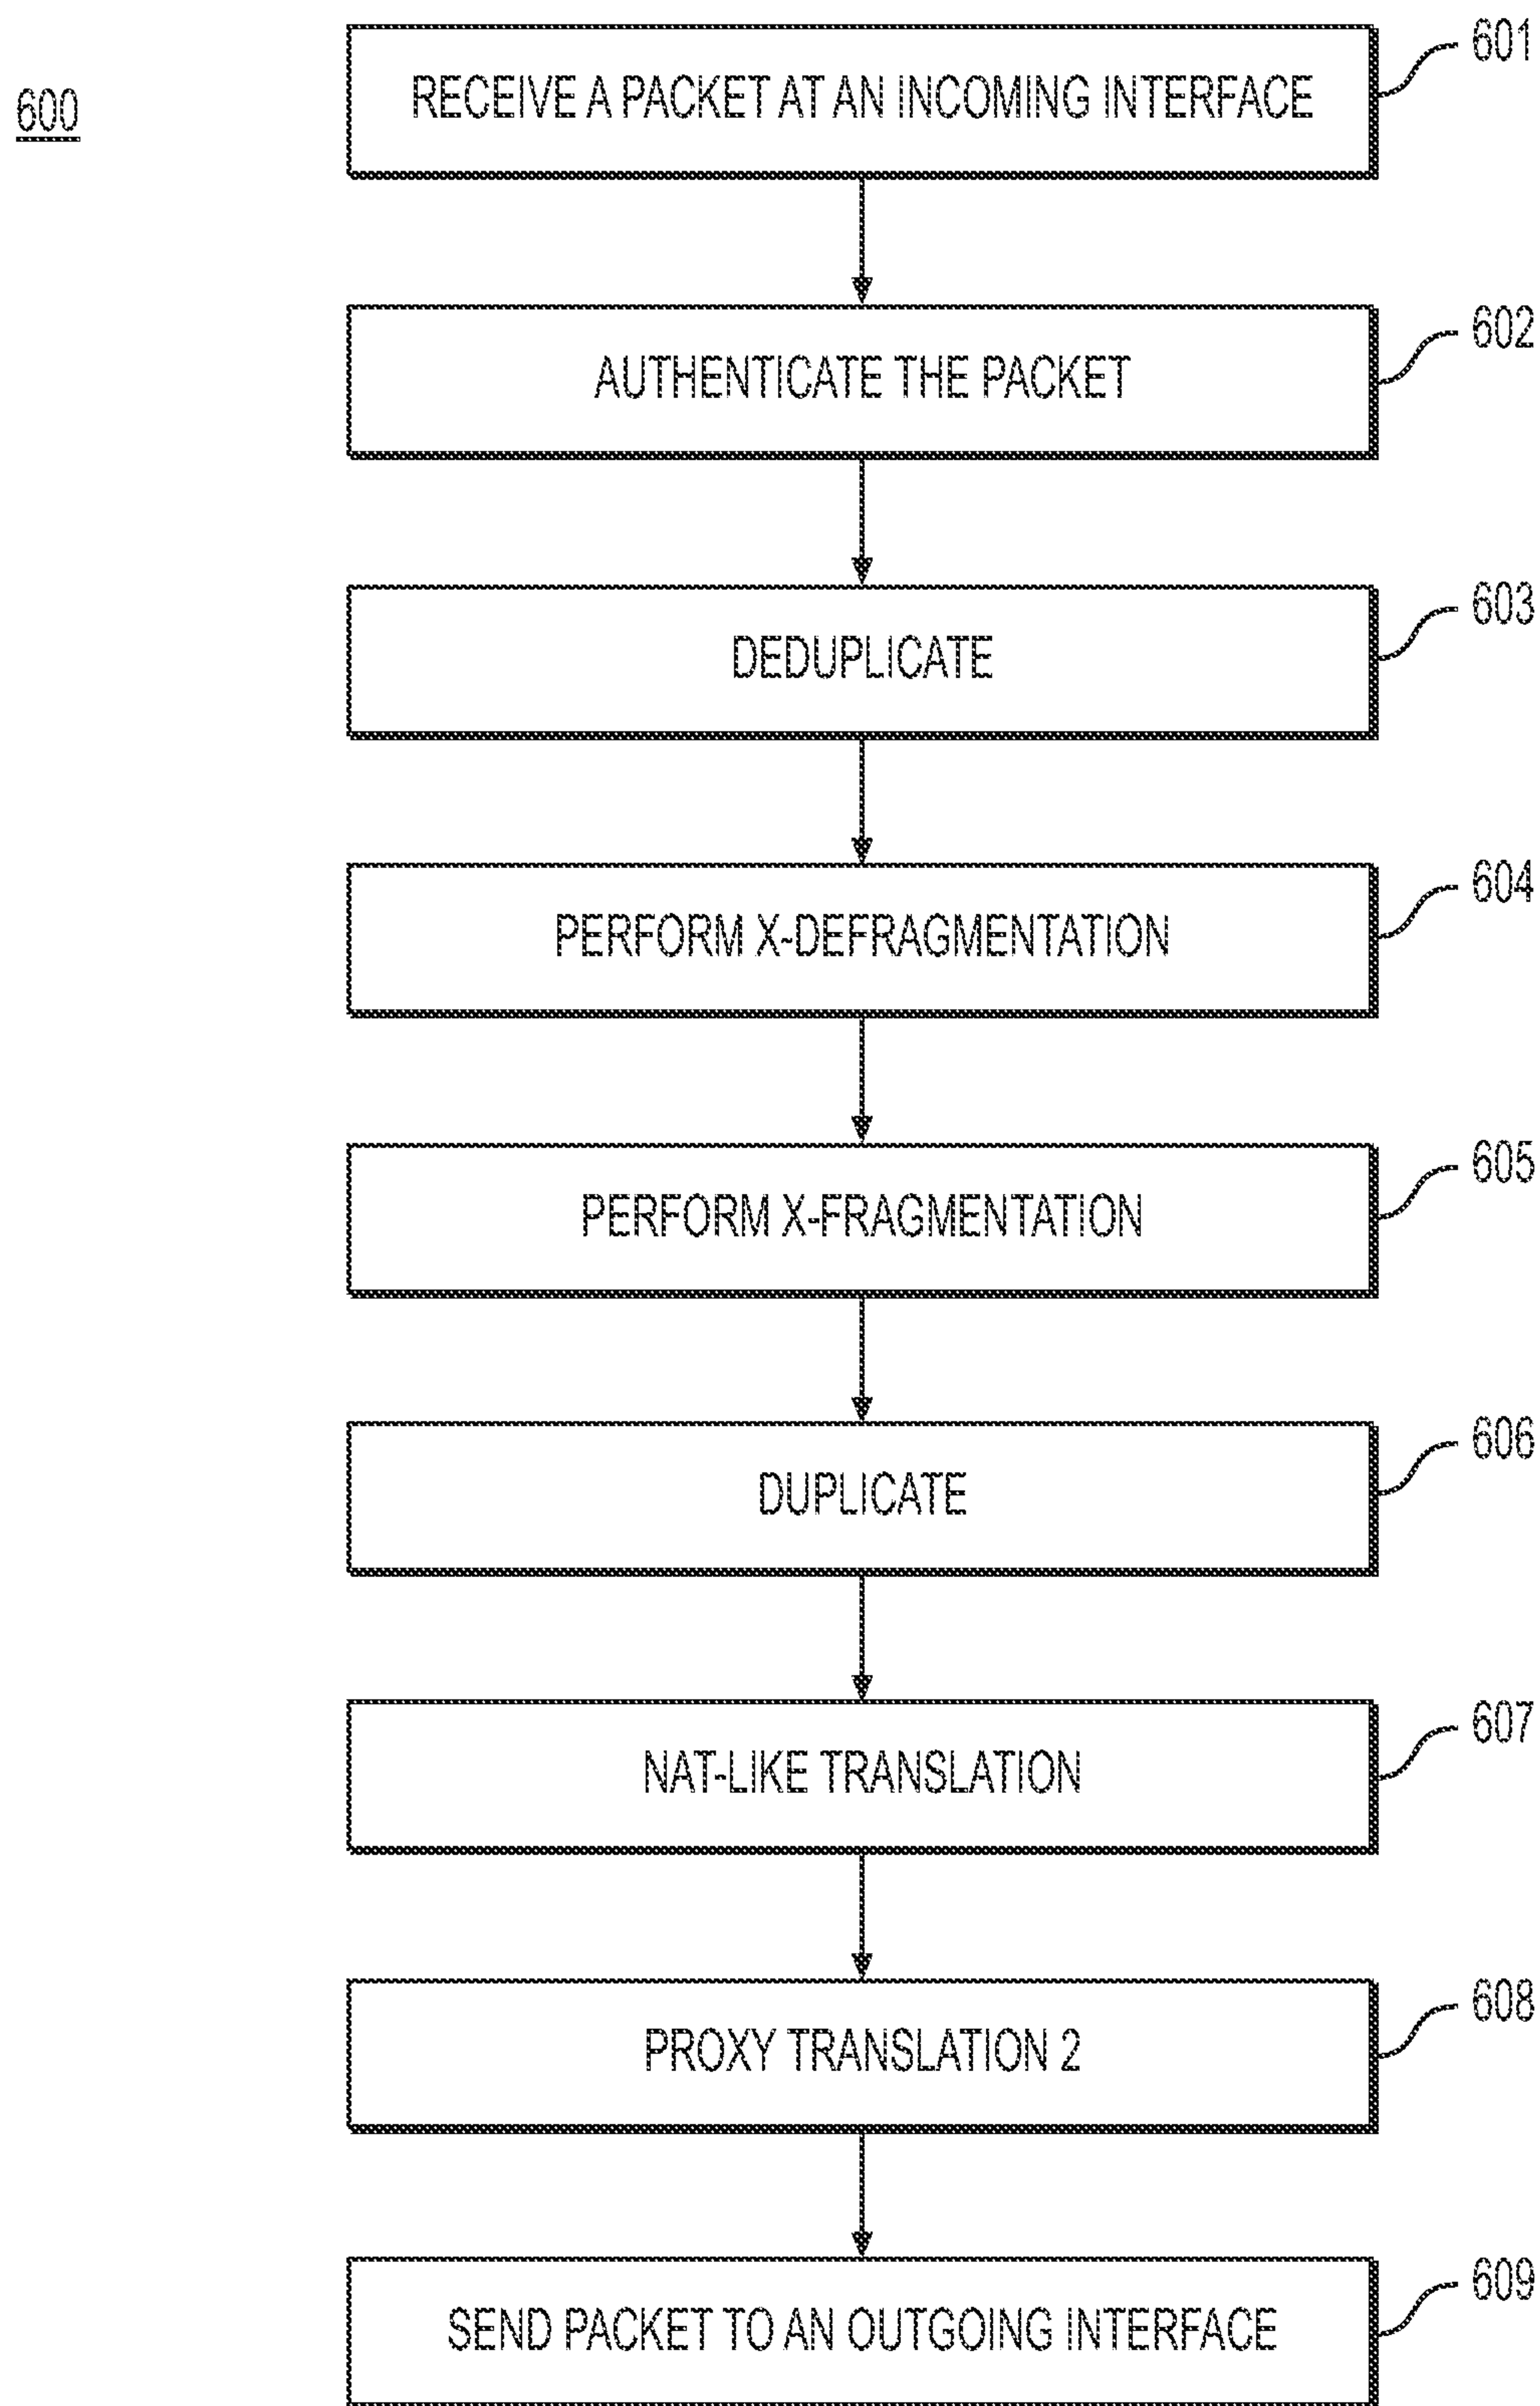 600
RECEIVE A PACKET AT AN INCOMING INTERFACE
601
AUTHENTICATE THE PACKET
602
DEDUPLICATE
603
PERFORM X-DEFRAGMENTATION
604
PERFORM X-FRAGMENTATION
605
DUPLICATE
606
NAT-LIKE TRANSLATION
607
PROXY TRANSLATION 2
608
SEND PACKET TO AN OUTGOING INTERFACE
609